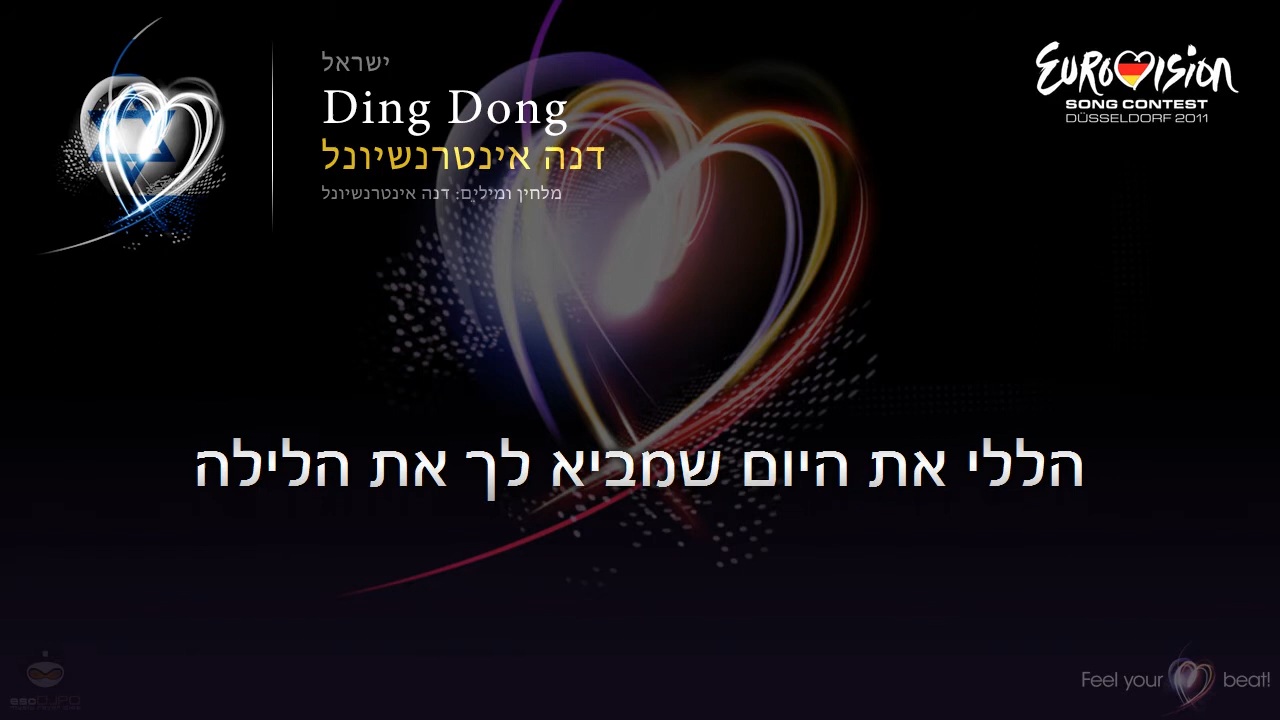 ישראל
Ding Dong
דנה אינטרנשיונל
מלחין ומילים: דנה אינטרנשיונל
EUROVISION
SONG CONTEST
DÜSSELDORF 2011
הללי את היום שמביא לך את הלילה
Feel your beat!
escDJPD